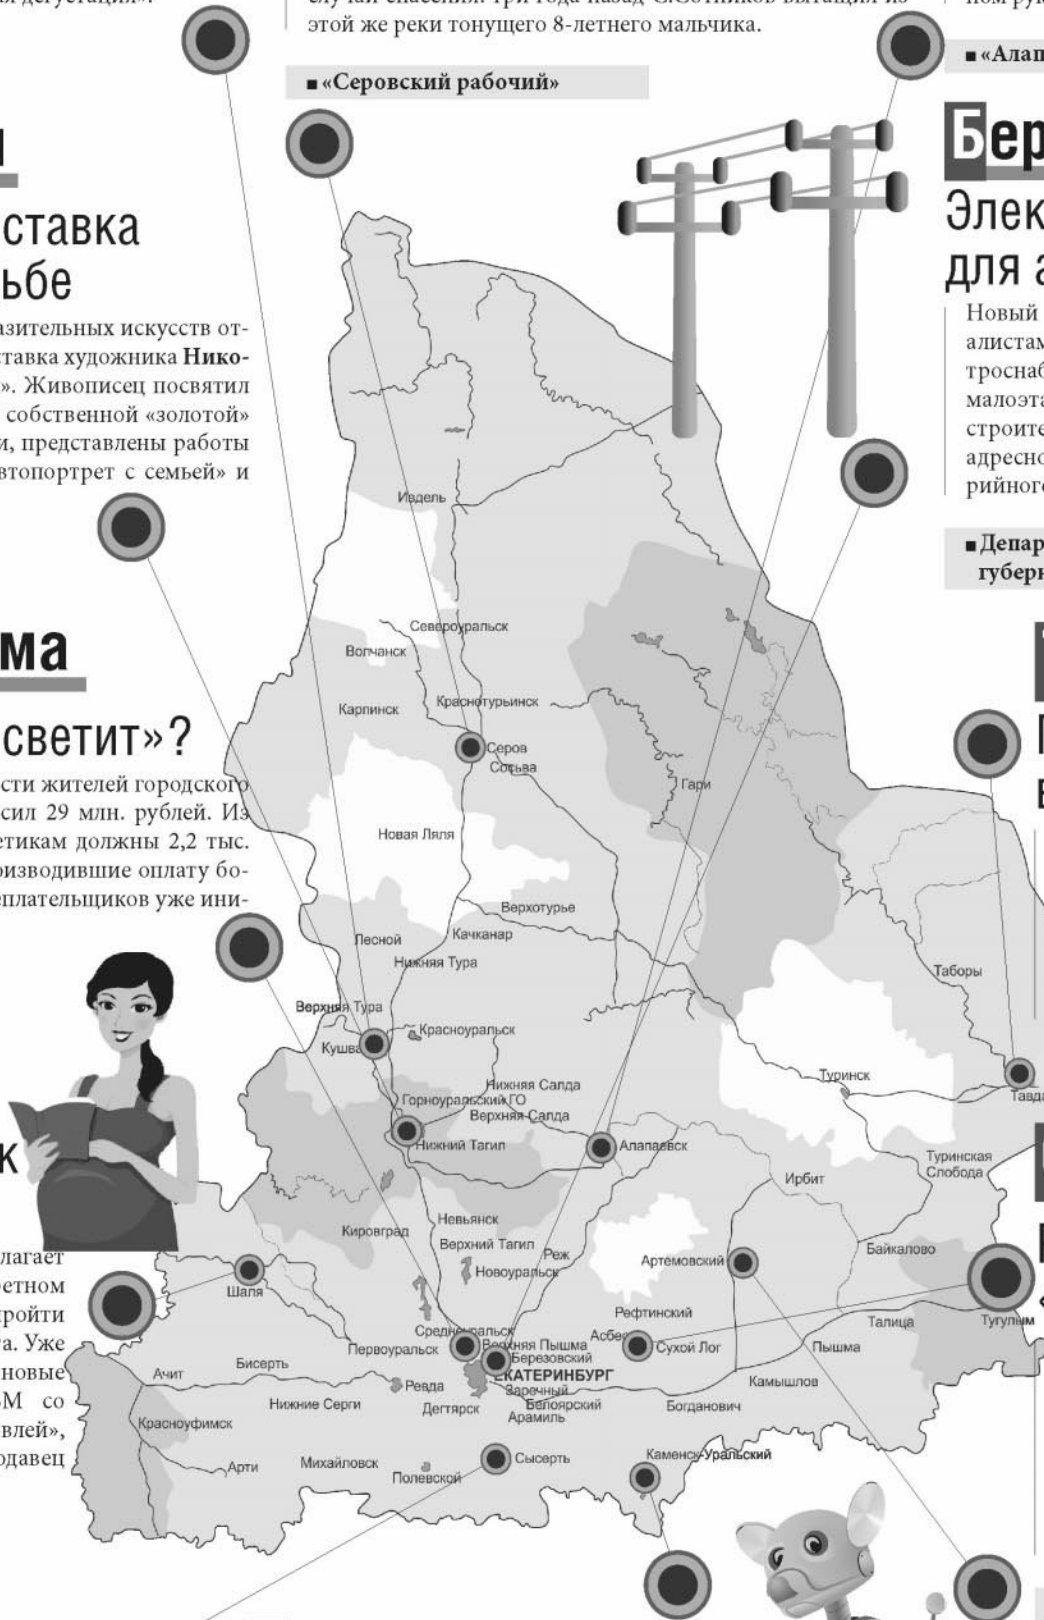 этой же реки тонущего 8-летнего мальчика.
■ «Серовский рабочий»
■ «Алап
Бер
Элек
для а
Новый
алистам
троснаб
малоэта
строите
адресно
рийного
■ Депар
губерн
ставка
ьбе
азительных искусств от-
ставка художника Нико-
». Живописец посвятил
собственной «золотой»
и, представлены работы
втопортрет с семьей» и
ма
светит»?
сти жителей городского
сил 29 млн. рублей. Из
етикам должны 2,2 тыс.
оизводившие оплату бо-
еплательщиков уже ини-
к
лагает
ретном
пройти
та. Уже
новые
ЬМ со
влей»,
одавец
Ивдель
Североуральск
Волчанск
Краснотурьинск
Карпинск
Серов
Сосьва
Гари
Новая Ляля
Верхотурье
Качканар
Лесной
Нижняя Тура
Таборы
Верхняя Тура
Красноуральск
Кушва
Туринск
Нижняя Салда
Тавда
Горноуральский ГО
Верхняя Салда
Нижний Тагил
Алапаевск
Туринская
Слобода
Ирбит
Невьянск
Кировград
Верхний Тагил
Реж
Байкалово
Артемовский
Новоуральск
Шаля
Рефтинский
Талица
Тугулым
Среднеуральск
Асбест
Верхняя Пышма
Сухой Лог
Пышма
Первоуральск
Березовский
Бисерть
Ачит
ЕКАТЕРИНБУРГ
Камышлов
Ревда
Заречный
Нижние Серги
Белоярский
Богданович
Дегтярск
Арамиль
Красноуфимск
Каменск-Уральский
Сысерть
Михайловск
Арти
Полевской